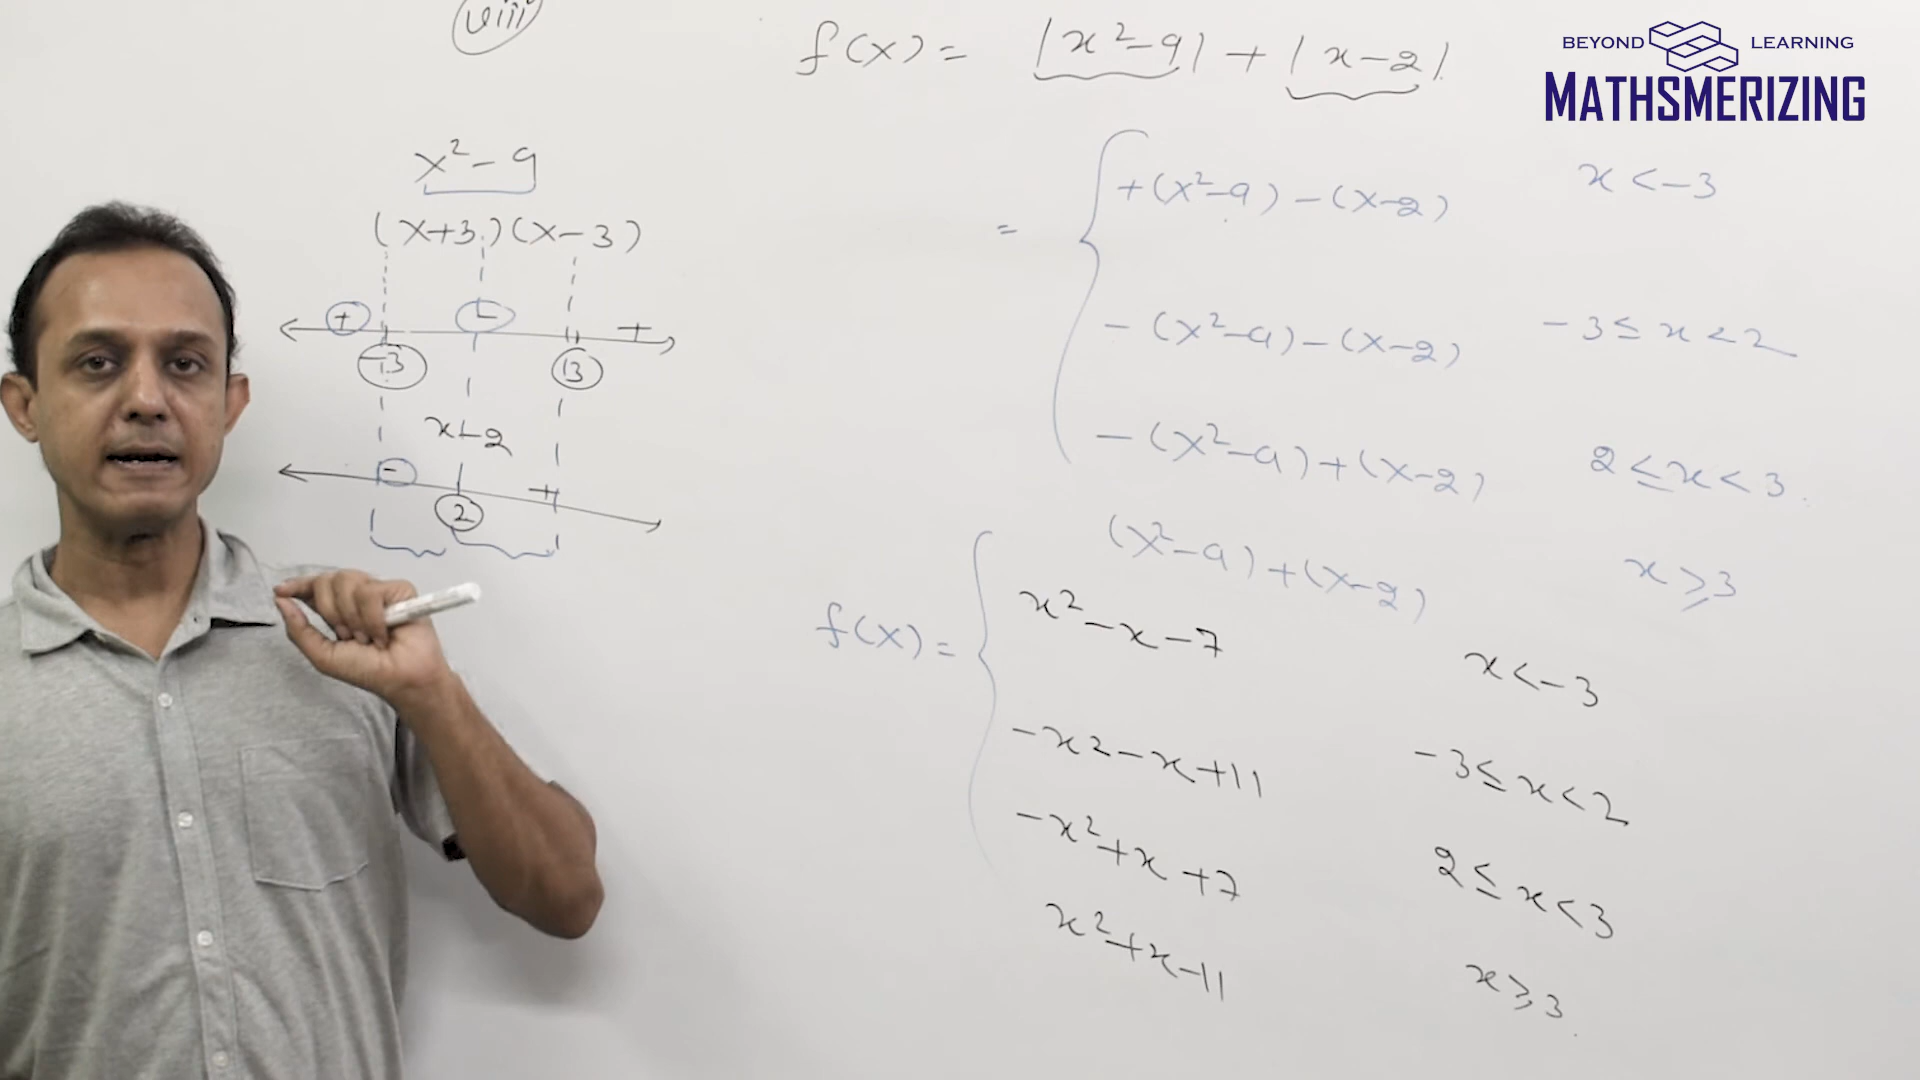 viii
f(x) = |x²-9| + |x-2|
BEYOND LEARNING
MATHSMERIZING
x²-9
(x+3)(x-3)
+ - +
-3 3
x-2
- +
2
= +(x²-9)-(x-2) x<-3
-(x²-9)-(x-2) -3≤x<2
-(x²-9)+(x-2) 2≤x<3
(x²-9)+(x-2) x≥3
f(x) = x²-x-7 x<-3
-x²-x+11 -3≤x<2
-x²+x+7 2≤x<3
x²+x-11 x≥3